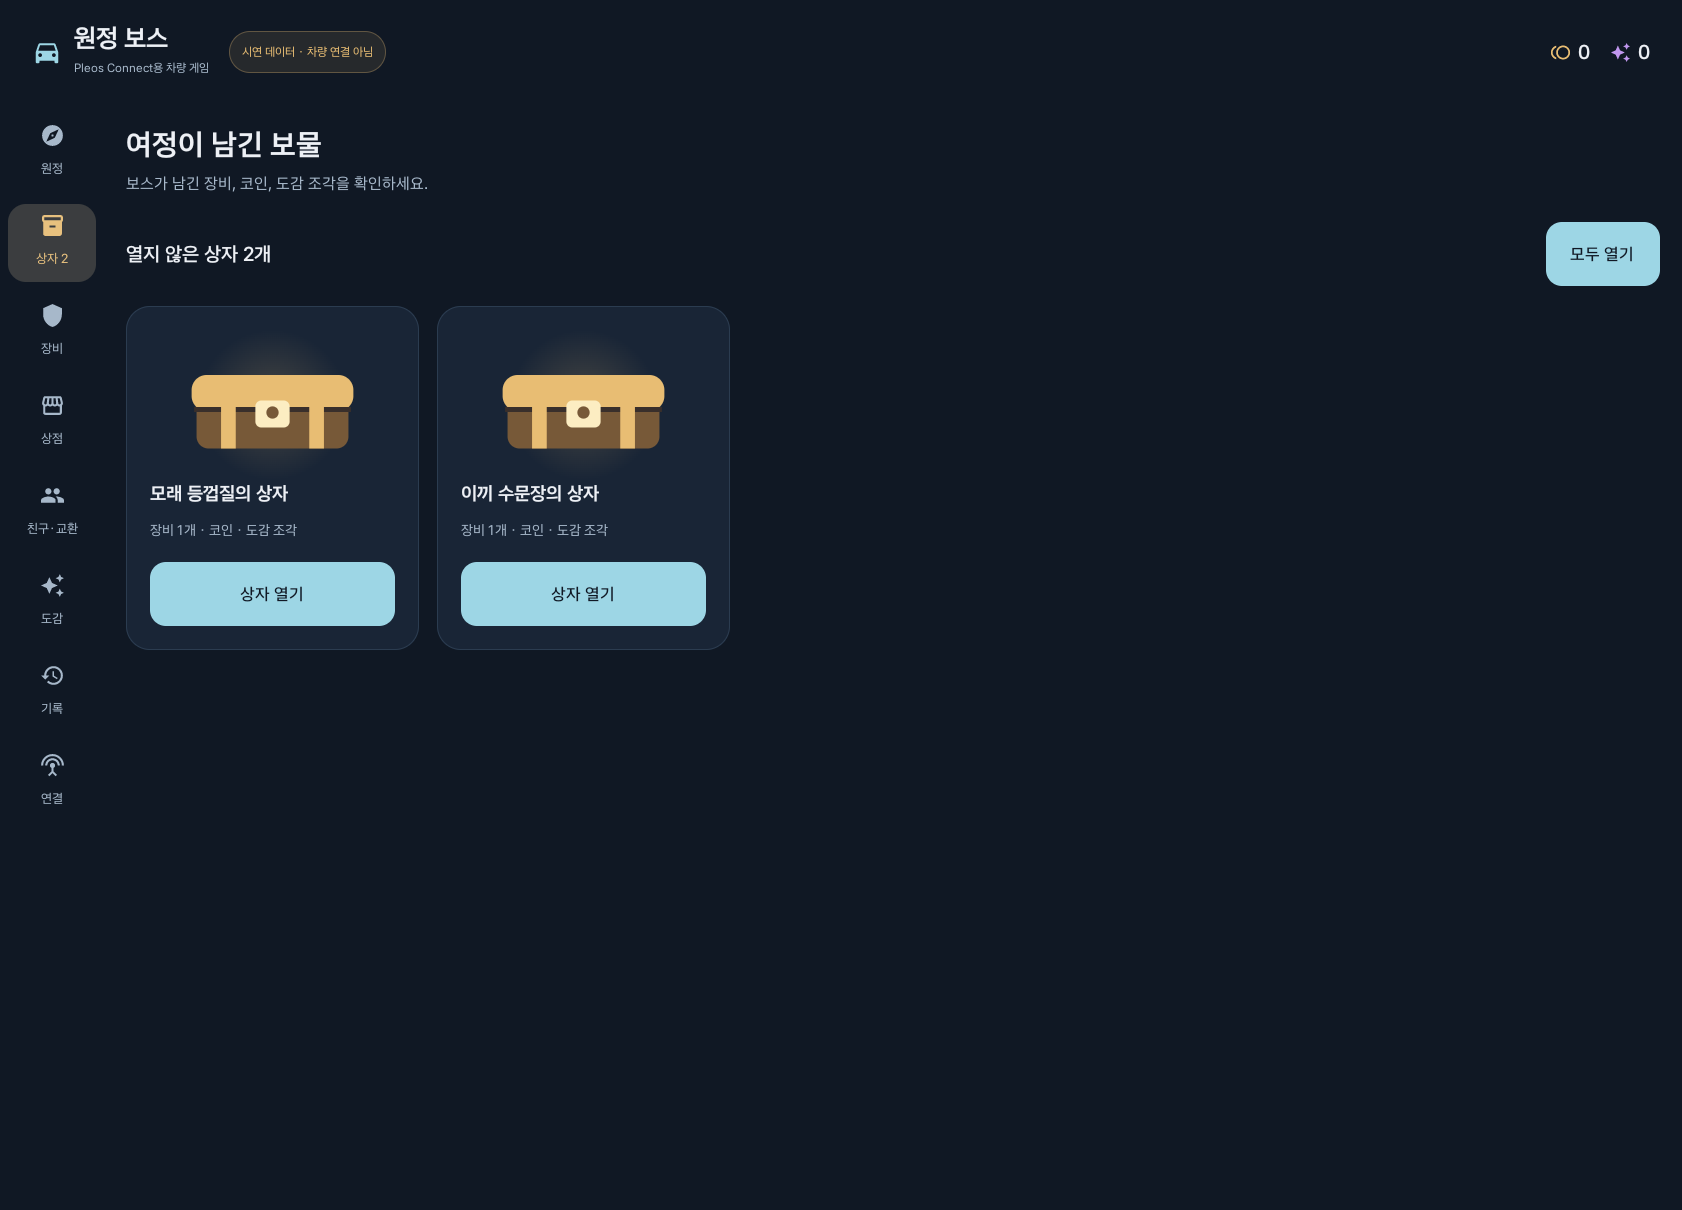 원정 보스
Pleos Connect용 차량 게임
시연 데이터 · 차량 연결 아님
0
0
원정
상자 2
장비
상점
친구·교환
도감
기록
연결
여정이 남긴 보물
보스가 남긴 장비, 코인, 도감 조각을 확인하세요.
열지 않은 상자 2개
모두 열기
모래 등껍질의 상자
장비 1개 · 코인 · 도감 조각
상자 열기
이끼 수문장의 상자
장비 1개 · 코인 · 도감 조각
상자 열기